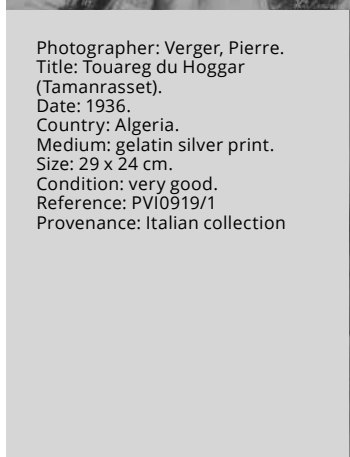 Photographer: Verger, Pierre.
Title: Touareg du Hoggar
(Tamanrasset).
Date: 1936.
Country: Algeria.
Medium: gelatin silver print.
Size: 29 x 24 cm.
Condition: very good.
Reference: PVI0919/1
Provenance: Italian collection